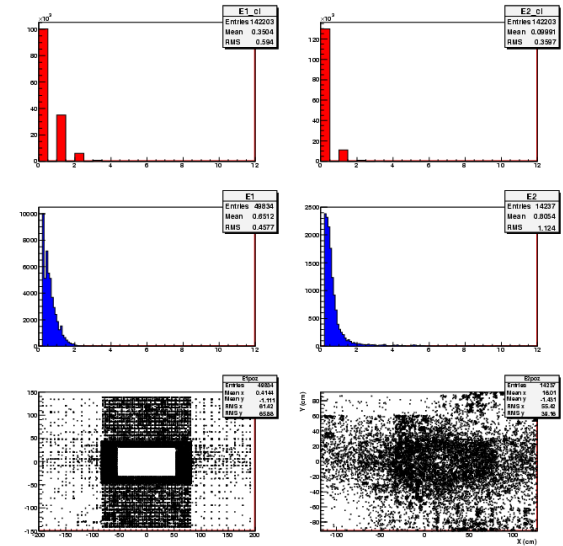 E1_cl
Entries 142203
Mean 0.3504
RMS 0.594
×10³
100
80
60
40
20
0
0 2 4 6 8 10 12
E2_cl
Entries 142203
Mean 0.09991
RMS 0.3597
×10³
120
100
80
60
40
20
0
0 2 4 6 8 10 12
E1
Entries 49834
Mean 0.6512
RMS 0.4577
10000
8000
6000
4000
2000
0
0 2 4 6 8 10 12
E2
Entries 14237
Mean 0.8054
RMS 1.124
2500
2000
1500
1000
500
0
0 2 4 6 8 10 12
E1poz
Entries 49834
Mean x 0.4144
Mean y -1.111
RMS x
RMS y
150
100
50
0
-50
-100
-150
-200 -150 -100 -50 0 50 100 150 200
E2poz
Entries 14237
Mean x 16.01
Mean y -1.431
RMS x 55.42
RMS y
Y (cm)
80
60
40
20
0
-20
-40
-60
-80
-100 -50 0 50 100
X (cm)